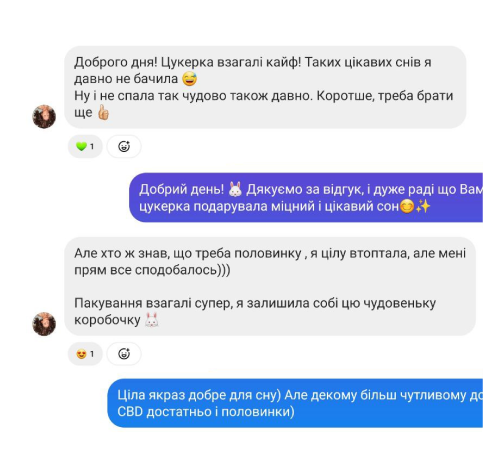 Доброго дня! Цукерка взагалі кайф! Таких цікавих снів я
давно не бачила 😅
Ну і не спала так чудово також давно. Коротше, треба брати
ще 👍🏼
💚 1
Добрий день! 🐰 Дякуємо за відгук, і дуже раді що Вам
цукерка подарувала міцний і цікавий сон😊✨
Але хто ж знав, що треба половинку , я цілу втоптала, але мені
прям все сподобалось)))
Пакування взагалі супер, я залишила собі цю чудовеньку
коробочку 🐰
😍 1
Ціла якраз добре для сну) Але декому більш чутливому до
CBD достатньо і половинки)